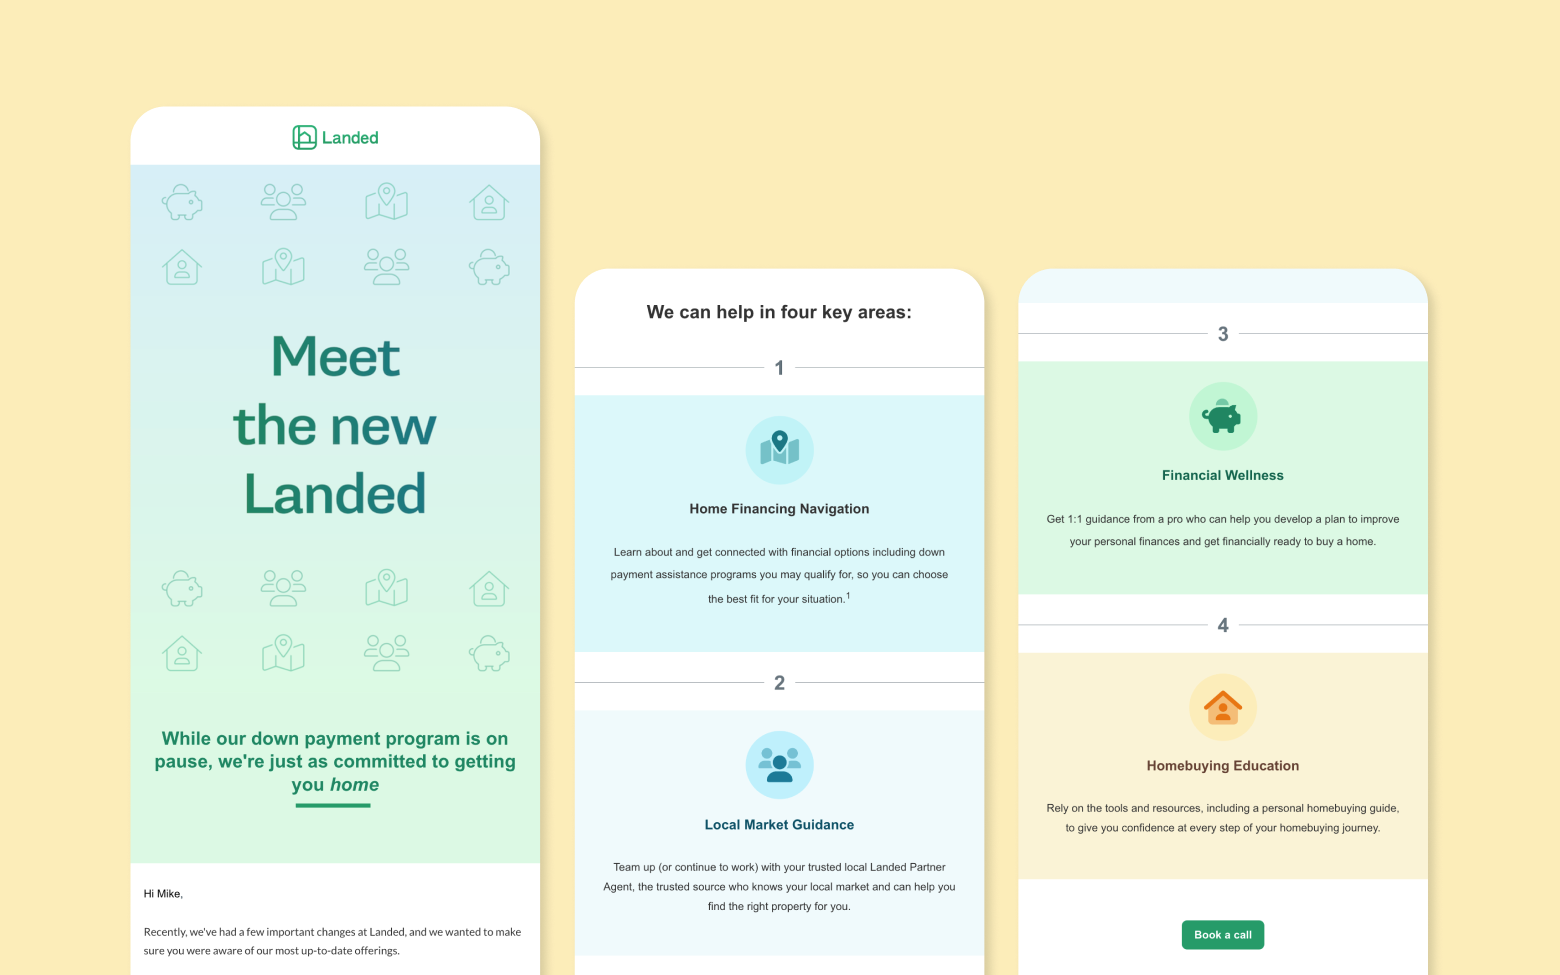 Landed
Meet
the new
Landed
While our down payment program is on
pause, we're just as committed to getting
you home
Hi Mike,
Recently, we've had a few important changes at Landed, and we wanted to make
sure you were aware of our most up-to-date offerings.
We can help in four key areas:
1
Home Financing Navigation
Learn about and get connected with financial options including down
payment assistance programs you may qualify for, so you can choose
the best fit for your situation.1
2
Local Market Guidance
Team up (or continue to work) with your trusted local Landed Partner
Agent, the trusted source who knows your local market and can help you
find the right property for you.
3
Financial Wellness
Get 1:1 guidance from a pro who can help you develop a plan to improve
your personal finances and get financially ready to buy a home.
4
Homebuying Education
Rely on the tools and resources, including a personal homebuying guide,
to give you confidence at every step of your homebuying journey.
Book a call